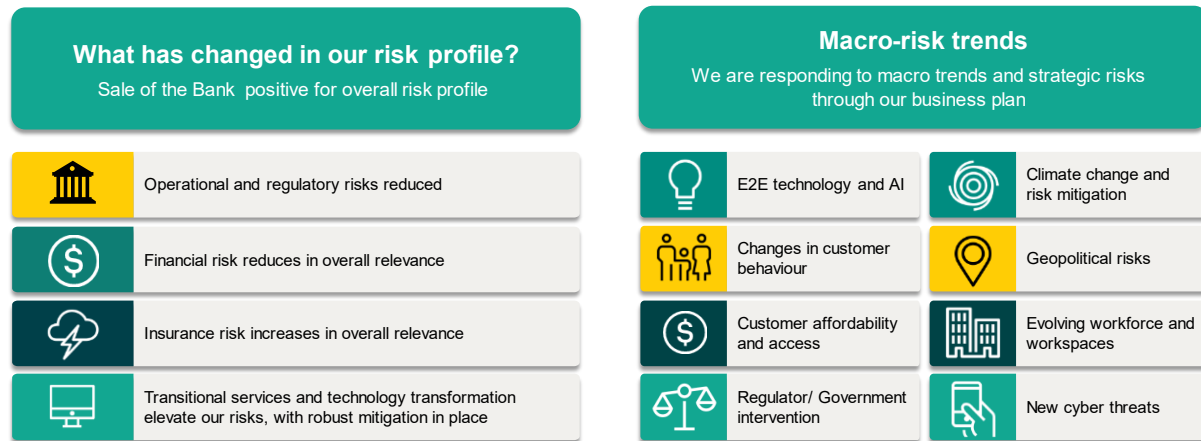 What has changed in our risk profile?
Sale of the Bank positive for overall risk profile
Operational and regulatory risks reduced
$
Financial risk reduces in overall relevance
Insurance risk increases in overall relevance
Transitional services and technology transformation
elevate our risks, with robust mitigation in place
Macro-risk trends
We are responding to macro trends and strategic risks
through our business plan
E2E technology and AI
Climate change and
risk mitigation
Changes in customer
behaviour
Geopolitical risks
$
Customer affordability
and access
Evolving workforce and
workspaces
Regulator/ Government
intervention
New cyber threats